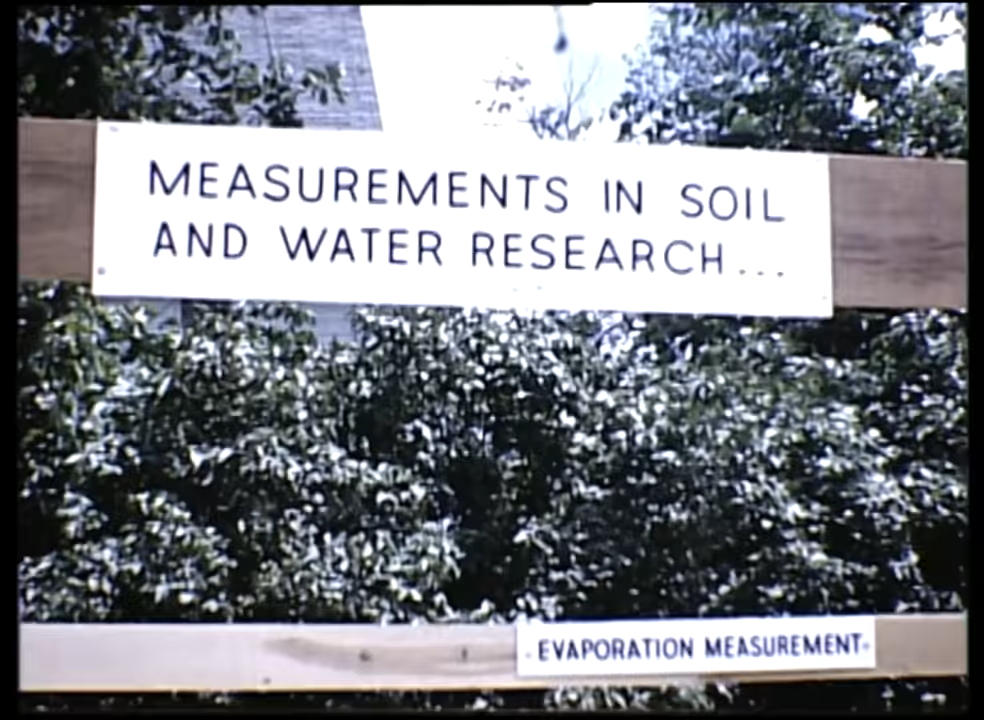 MEASUREMENTS IN SOIL
AND WATER RESEARCH...
EVAPORATION MEASUREMENT